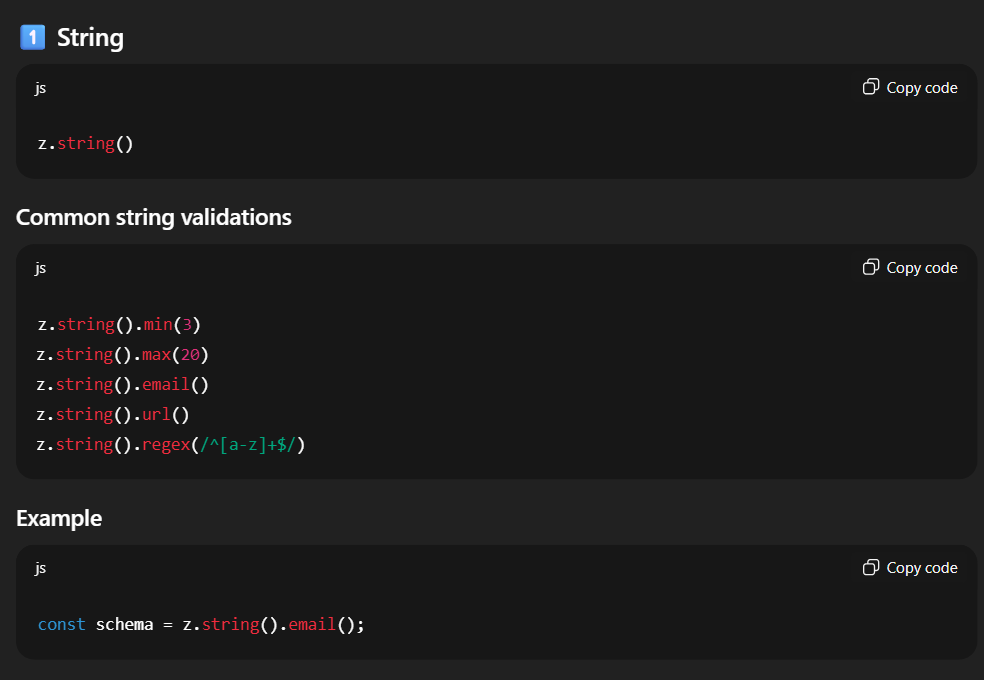 1 String
js
Copy code
z.string()
Common string validations
js
Copy code
z.string().min(3)
z.string().max(20)
z.string().email()
z.string().url()
z.string().regex(/^[a-z]+$/)
Example
js
Copy code
const schema = z.string().email();